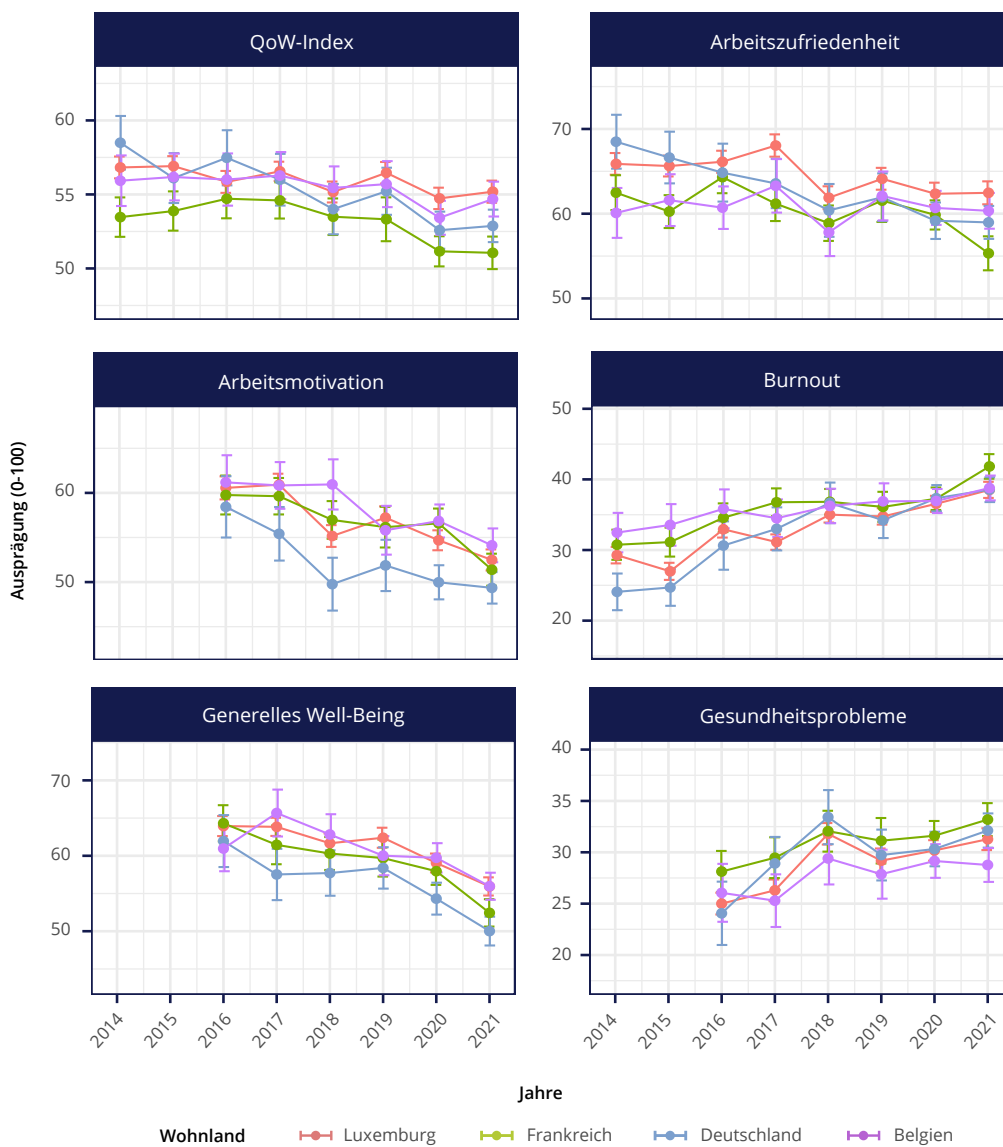 QoW-Index
60
55
50
Arbeitszufriedenheit
70
60
50
Arbeitsmotivation
60
50
Burnout
50
40
30
20
Ausprägung (0-100)
Generelles Well-Being
70
60
50
Gesundheitsprobleme
40
35
30
25
20
2014 2015 2016 2017 2018 2019 2020 2021
2014 2015 2016 2017 2018 2019 2020 2021
Jahre
Wohnland Luxemburg Frankreich Deutschland Belgien